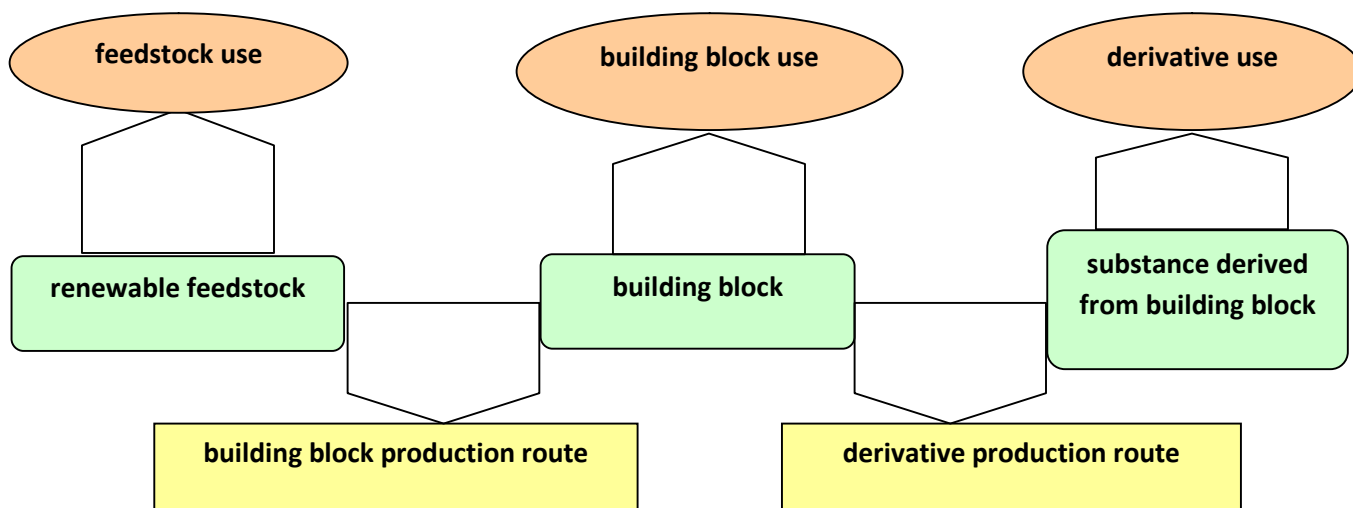 feedstock use
building block use
derivative use
renewable feedstock
building block
substance derived
from building block
building block production route
derivative production route